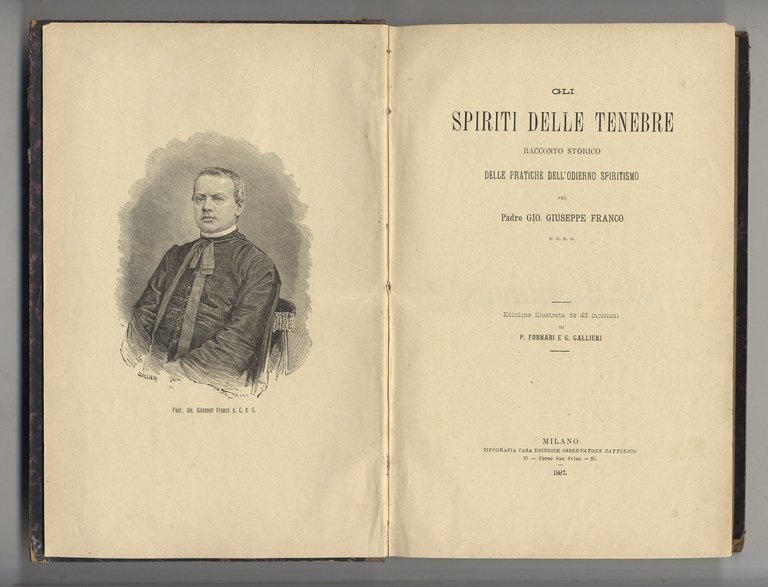 GALLIENI
Padr. Gio. Giuseppe Franco d. C. d. G.
GLI
SPIRITI DELLE TENEBRE
RACCONTO STORICO
DELLE PRATICHE DELL'ODIERNO SPIRITISMO
DEL
Padre GIO. GIUSEPPE FRANCO
D. C. D. G.
Edizione illustrata da 43 incisioni
DI
P. FORNARI E G. GALLIENI
MILANO
TIPOGRAFIA CASA EDITRICE OSSERVATORE CATTOLICO
25 — Corso San Celso — 25.
1887.